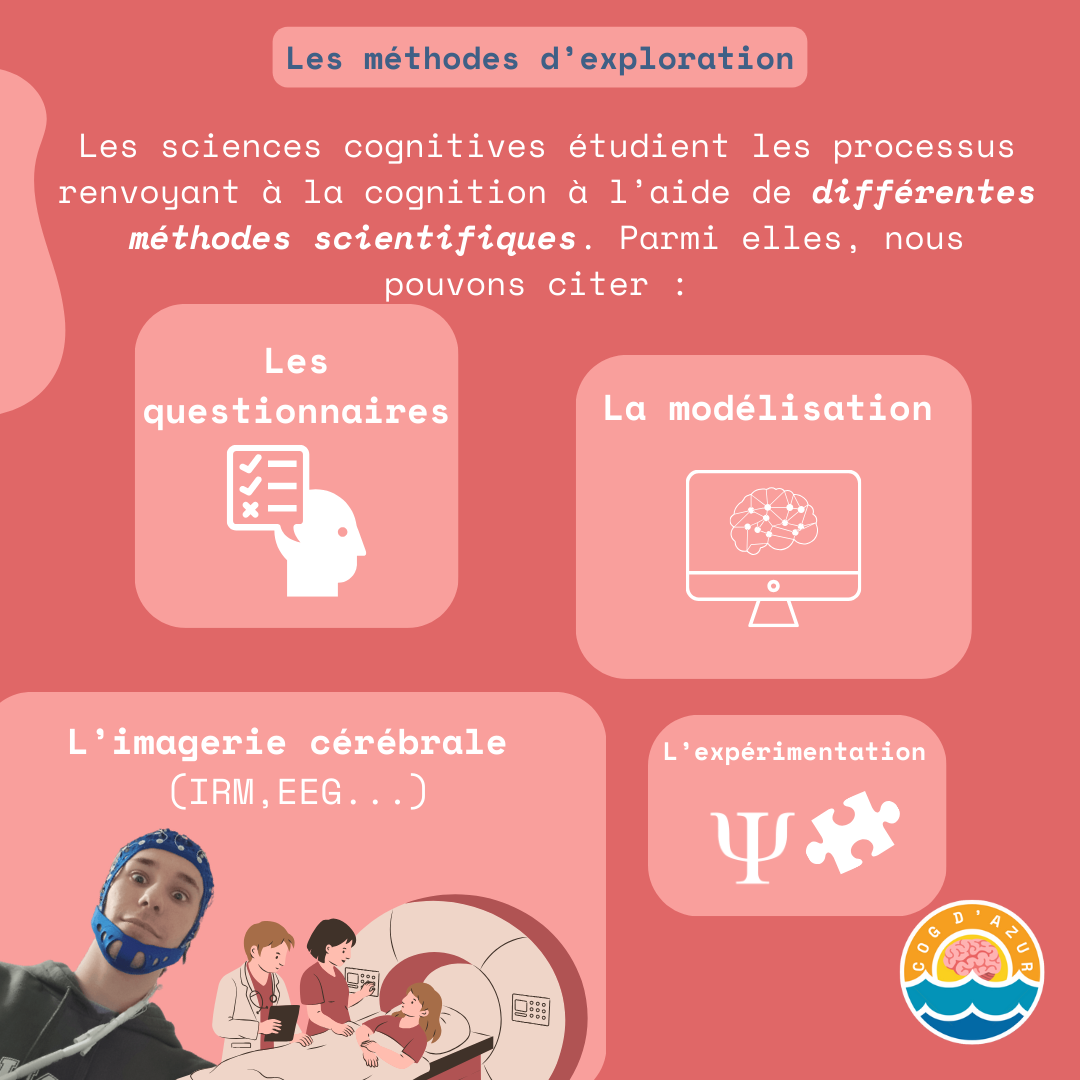 Les méthodes d’exploration
Les sciences cognitives étudient les processus
renvoyant à la cognition à l’aide de différentes
méthodes scientifiques. Parmi elles, nous
pouvons citer :
Les
questionnaires
La modélisation
L’imagerie cérébrale
(IRM,EEG...)
L’expérimentation
Ψ
COG D’AZUR